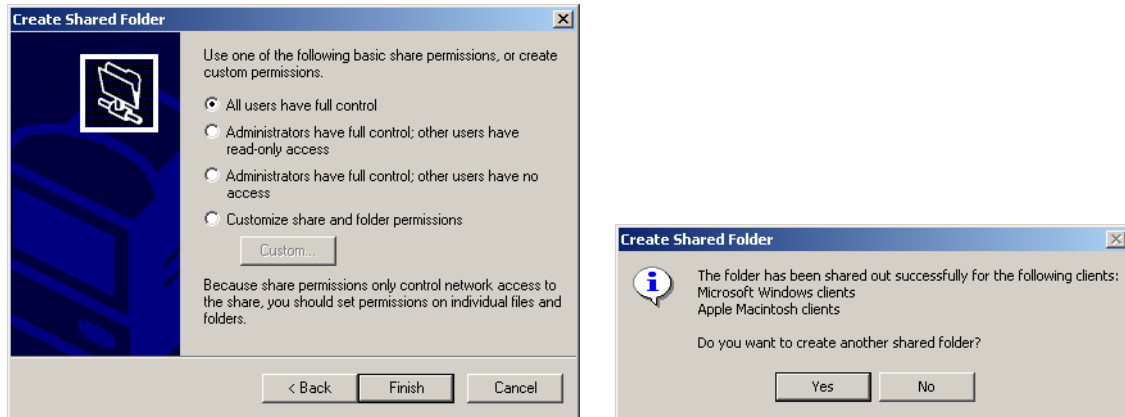 Create Shared Folder
Use one of the following basic share permissions, or create
custom permissions.
All users have full control
Administrators have full control; other users have
read-only access
Administrators have full control; other users have no
access
Customize share and folder permissions
Custom...
Because share permissions only control network access to
the share, you should set permissions on individual files and
folders.
< Back
Finish
Cancel
Create Shared Folder
The folder has been shared out successfully for the following clients:
Microsoft Windows clients
Apple Macintosh clients
Do you want to create another shared folder?
Yes
No